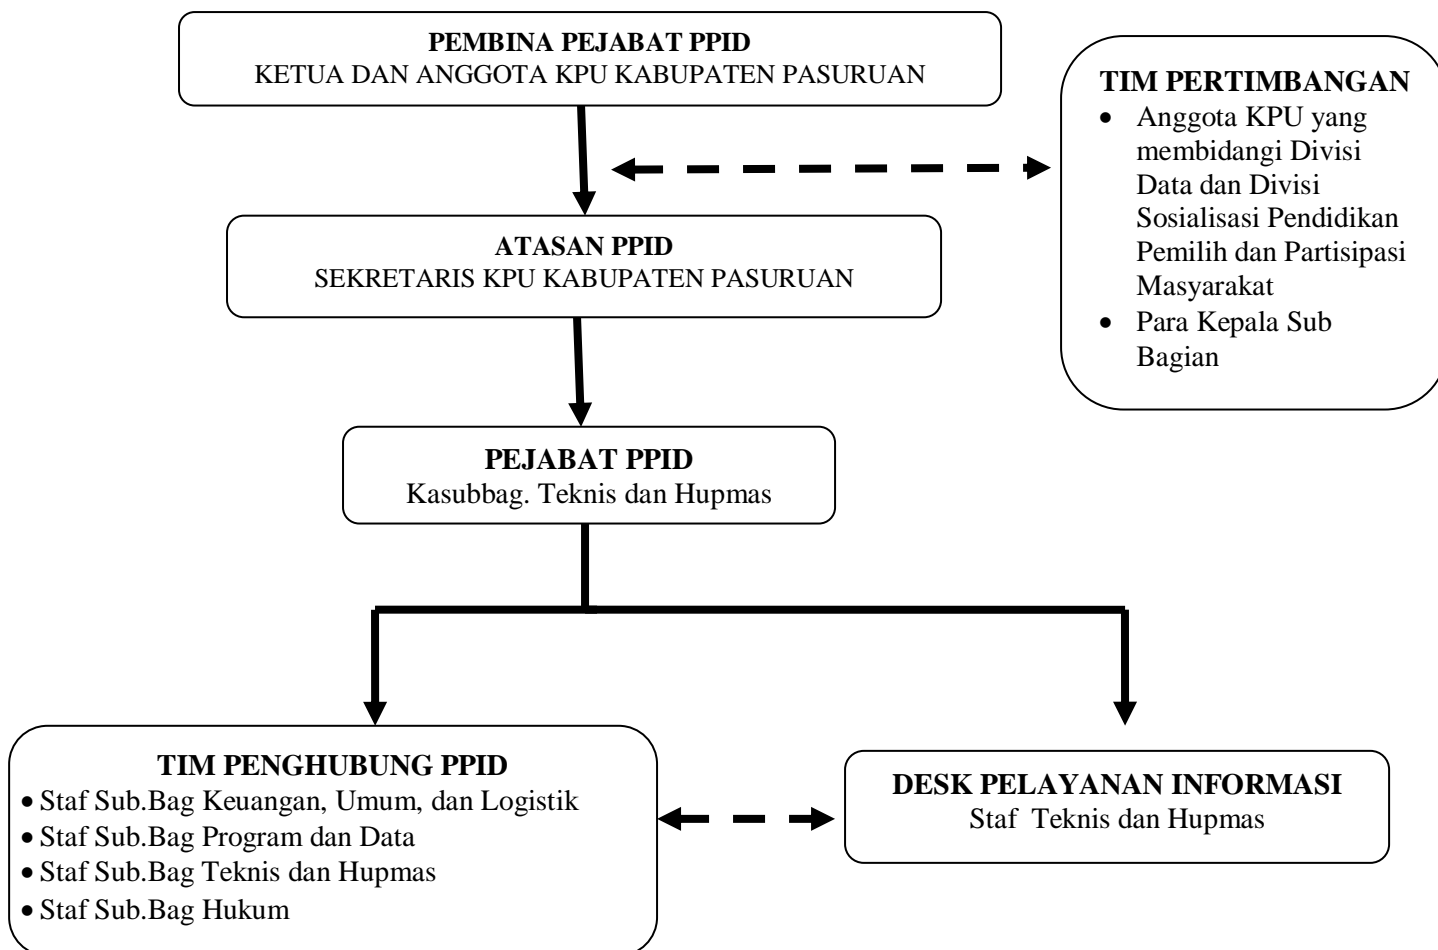 PEMBINA PEJABAT PPID
KETUA DAN ANGGOTA KPU KABUPATEN PASURUAN
TIM PERTIMBANGAN
• Anggota KPU yang
membidangi Divisi
Data dan Divisi
Sosialisasi Pendidikan
Pemilih dan Partisipasi
Masyarakat
• Para Kepala Sub
Bagian
ATASAN PPID
SEKRETARIS KPU KABUPATEN PASURUAN
PEJABAT PPID
Kasubbag. Teknis dan Hupmas
TIM PENGHUBUNG PPID
• Staf Sub.Bag Keuangan, Umum, dan Logistik
• Staf Sub.Bag Program dan Data
• Staf Sub.Bag Teknis dan Hupmas
• Staf Sub.Bag Hukum
DESK PELAYANAN INFORMASI
Staf Teknis dan Hupmas